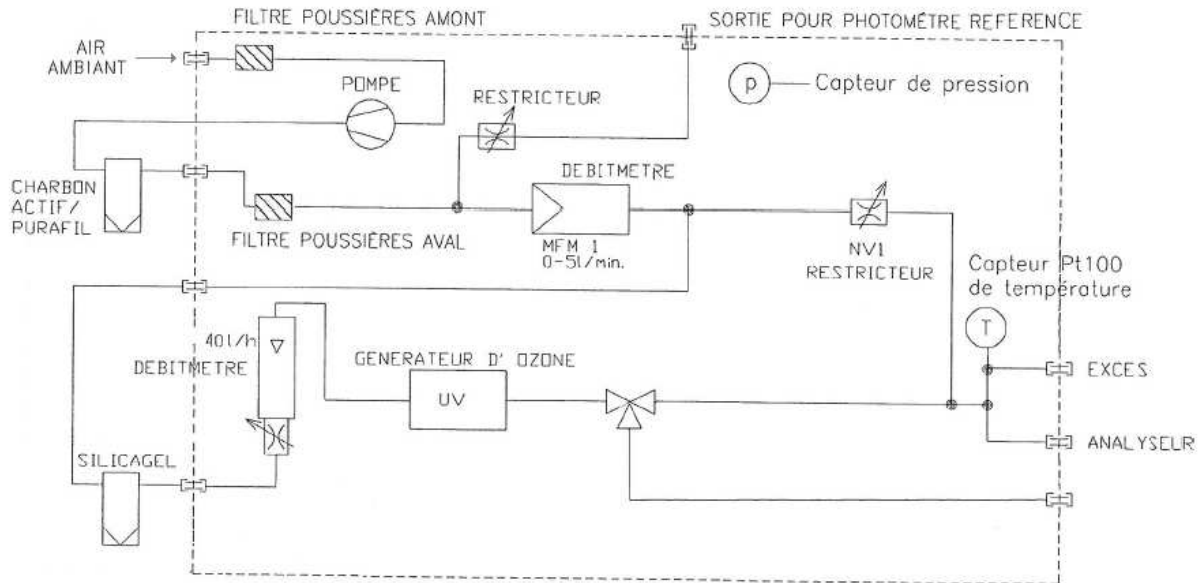 FILTRE POUSSIÈRES AMONT
SORTIE POUR PHOTOMÉTRE REFERENCE
AIR
AMBIANT
POMPE
RESTRICTEUR
p
Capteur de pression
CHARBON
ACTIF/
PURAFIL
DEBITMETRE
FILTRE POUSSIÈRES AVAL
MFM 1
0-5l/min.
NV1
RESTRICTEUR
Capteur Pt100
de température
T
40l/h
DEBITMETRE
GENERATEUR D' OZONE
UV
EXCES
ANALYSEUR
SILICAGEL